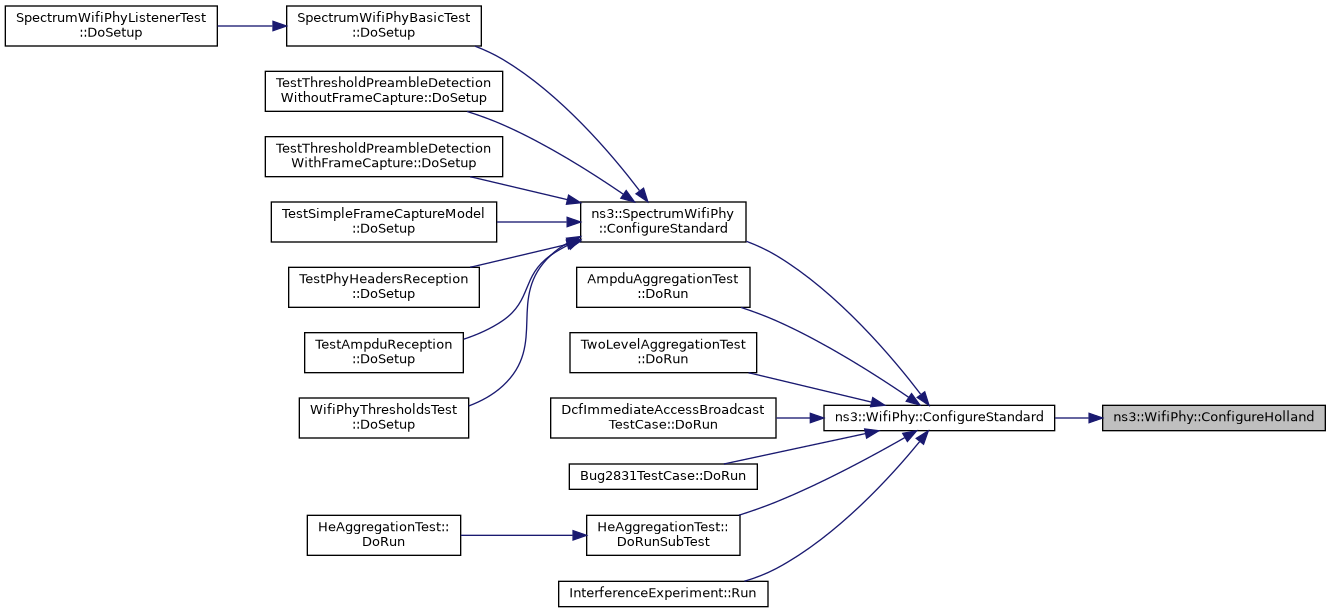 SpectrumWifiPhyListenerTest
::DoSetup
SpectrumWifiPhyBasicTest
::DoSetup
TestThresholdPreambleDetection
WithoutFrameCapture::DoSetup
TestThresholdPreambleDetection
WithFrameCapture::DoSetup
TestSimpleFrameCaptureModel
::DoSetup
TestPhyHeadersReception
::DoSetup
TestAmpduReception
::DoSetup
WifiPhyThresholdsTest
::DoSetup
HeAggregationTest::
DoRun
ns3::SpectrumWifiPhy
::ConfigureStandard
AmpduAggregationTest
::DoRun
TwoLevelAggregationTest
::DoRun
DcfImmediateAccessBroadcast
TestCase::DoRun
Bug2831TestCase::DoRun
HeAggregationTest::
DoRunSubTest
InterferenceExperiment::Run
ns3::WifiPhy::ConfigureStandard
ns3::WifiPhy::ConfigureHolland